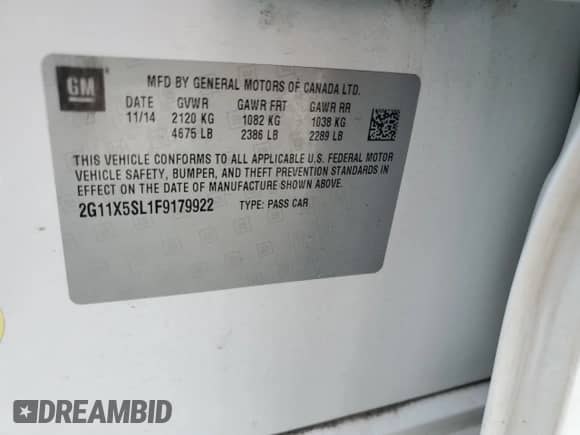 GM
MFD BY GENERAL MOTORS OF CANADA LTD.
DATE GVWR GAWR FRT GAWR RR
11/14 2120 KG 1082 KG 1038 KG
4675 LB 2386 LB 2289 LB
THIS VEHICLE CONFORMS TO ALL APPLICABLE U.S. FEDERAL MOTOR
VEHICLE SAFETY, BUMPER, AND THEFT PREVENTION STANDARDS IN
EFFECT ON THE DATE OF MANUFACTURE SHOWN ABOVE.
2G11X5SL1F9179922 TYPE: PASS CAR
DREAMBID